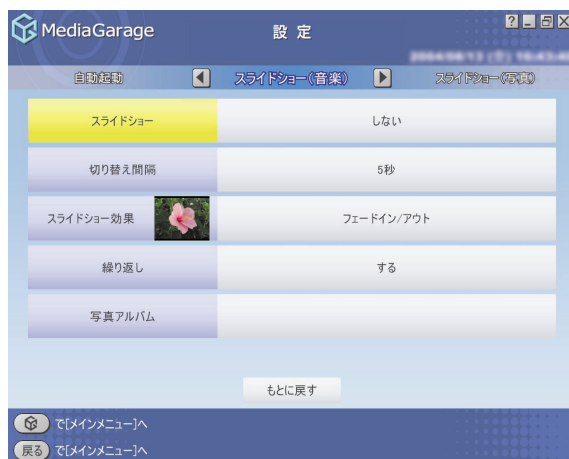 MediaGarage
設定
自動起動
スライドショー(音楽)
スライドショー(写真)
スライドショー
しない
切り替え間隔
5秒
スライドショー効果
フェードイン/アウト
繰り返し
する
写真アルバム
もとに戻す
で[メインメニュー]へ
戻る で[メインメニュー]へ